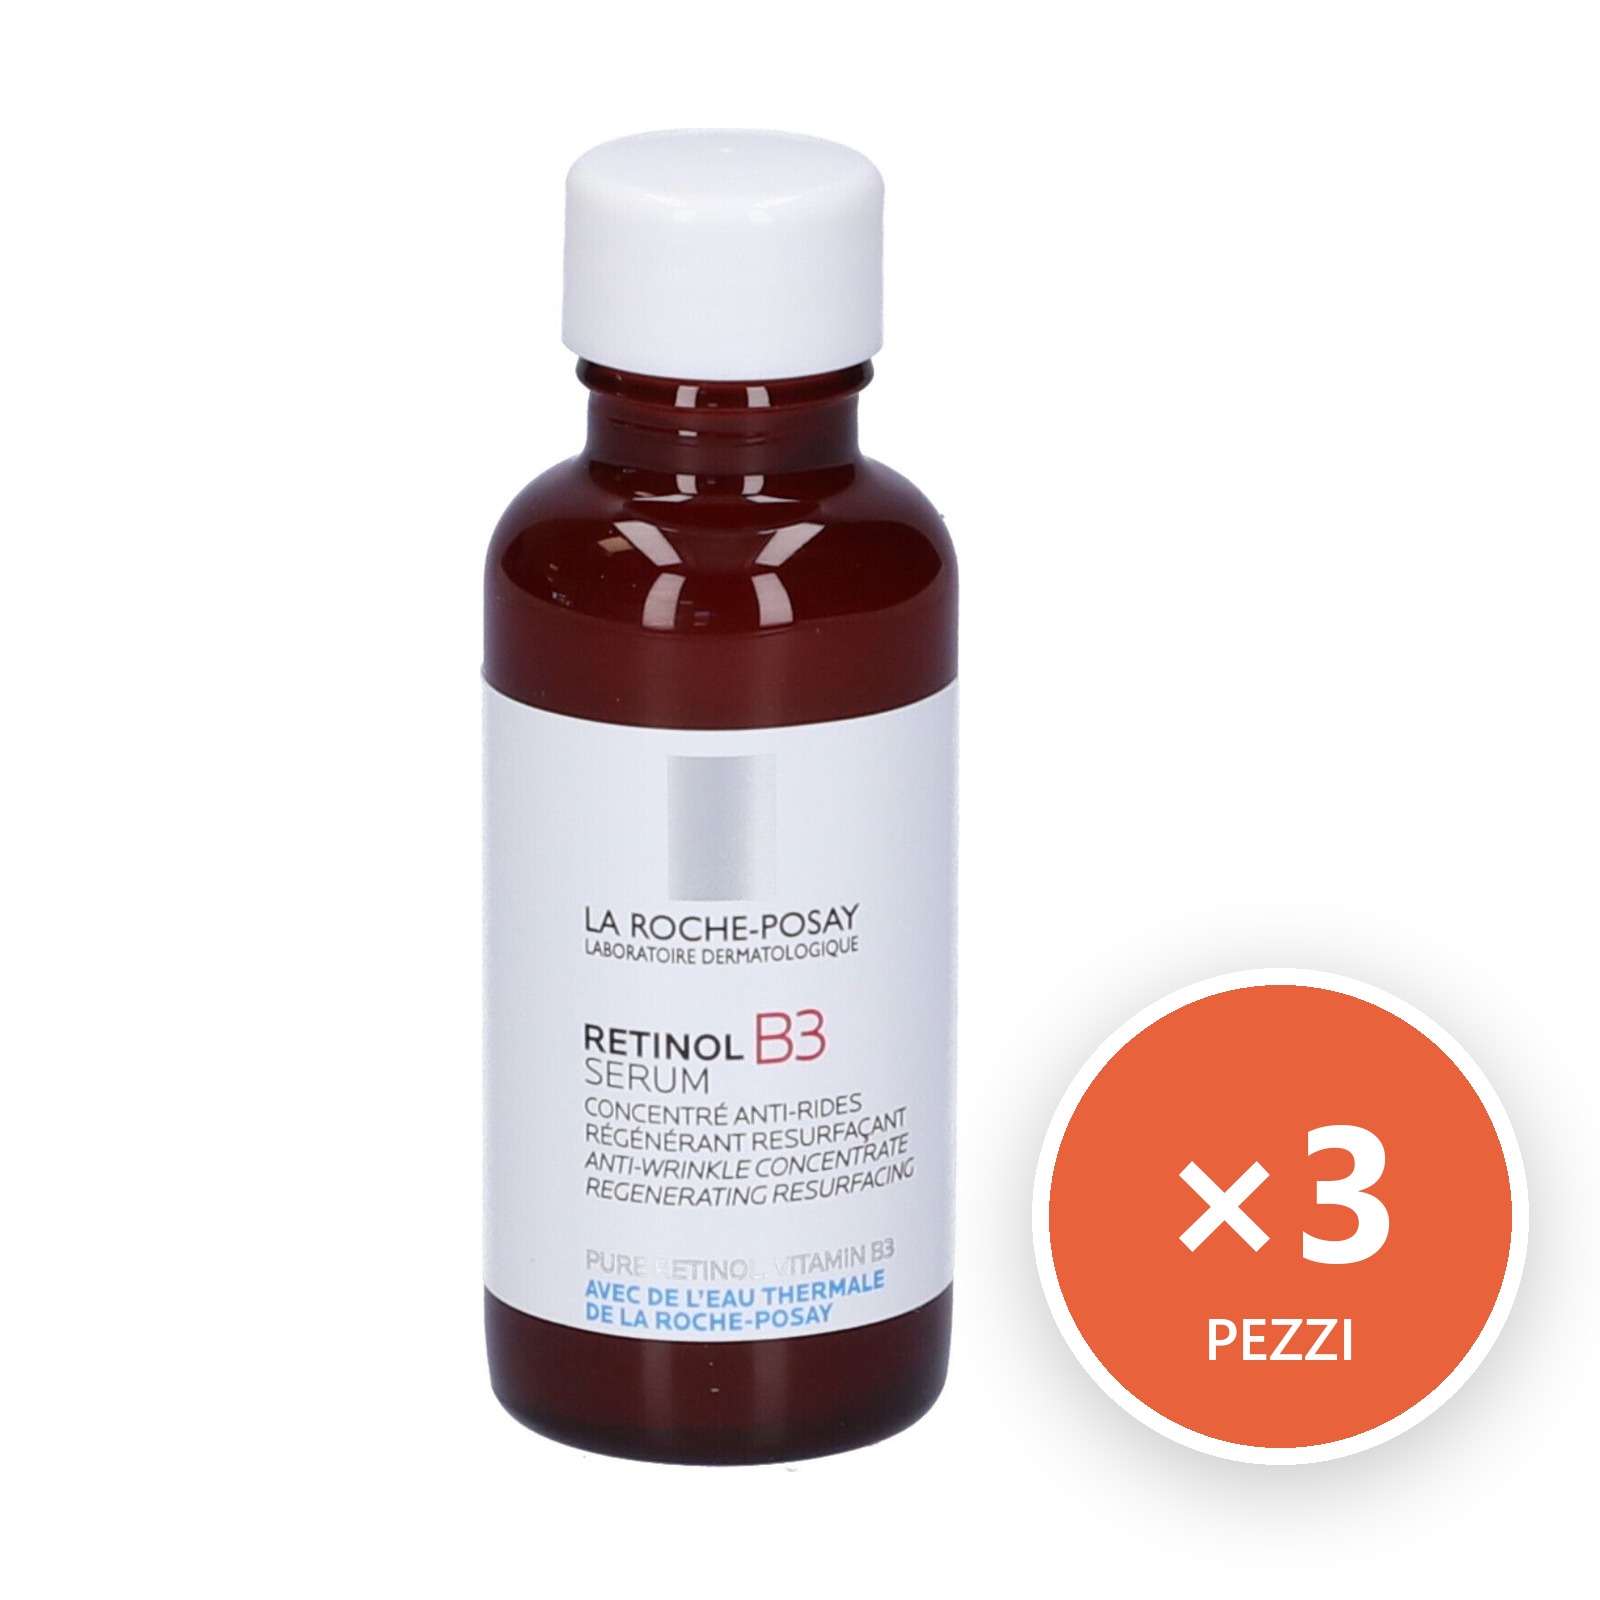 LA ROCHE-POSAY
LABORATOIRE DERMATOLOGIQUE
RETINOL B3
SERUM
CONCENTRÉ ANTI-RIDES
RÉGÉNÉRANT RESURFAÇANT
ANTI-WRINKLE CONCENTRATE
REGENERATING RESURFACING
PURE RETINOL. VITAMIN B3
AVEC DE L'EAU THERMALE
DE LA ROCHE-POSAY
×3
PEZZI